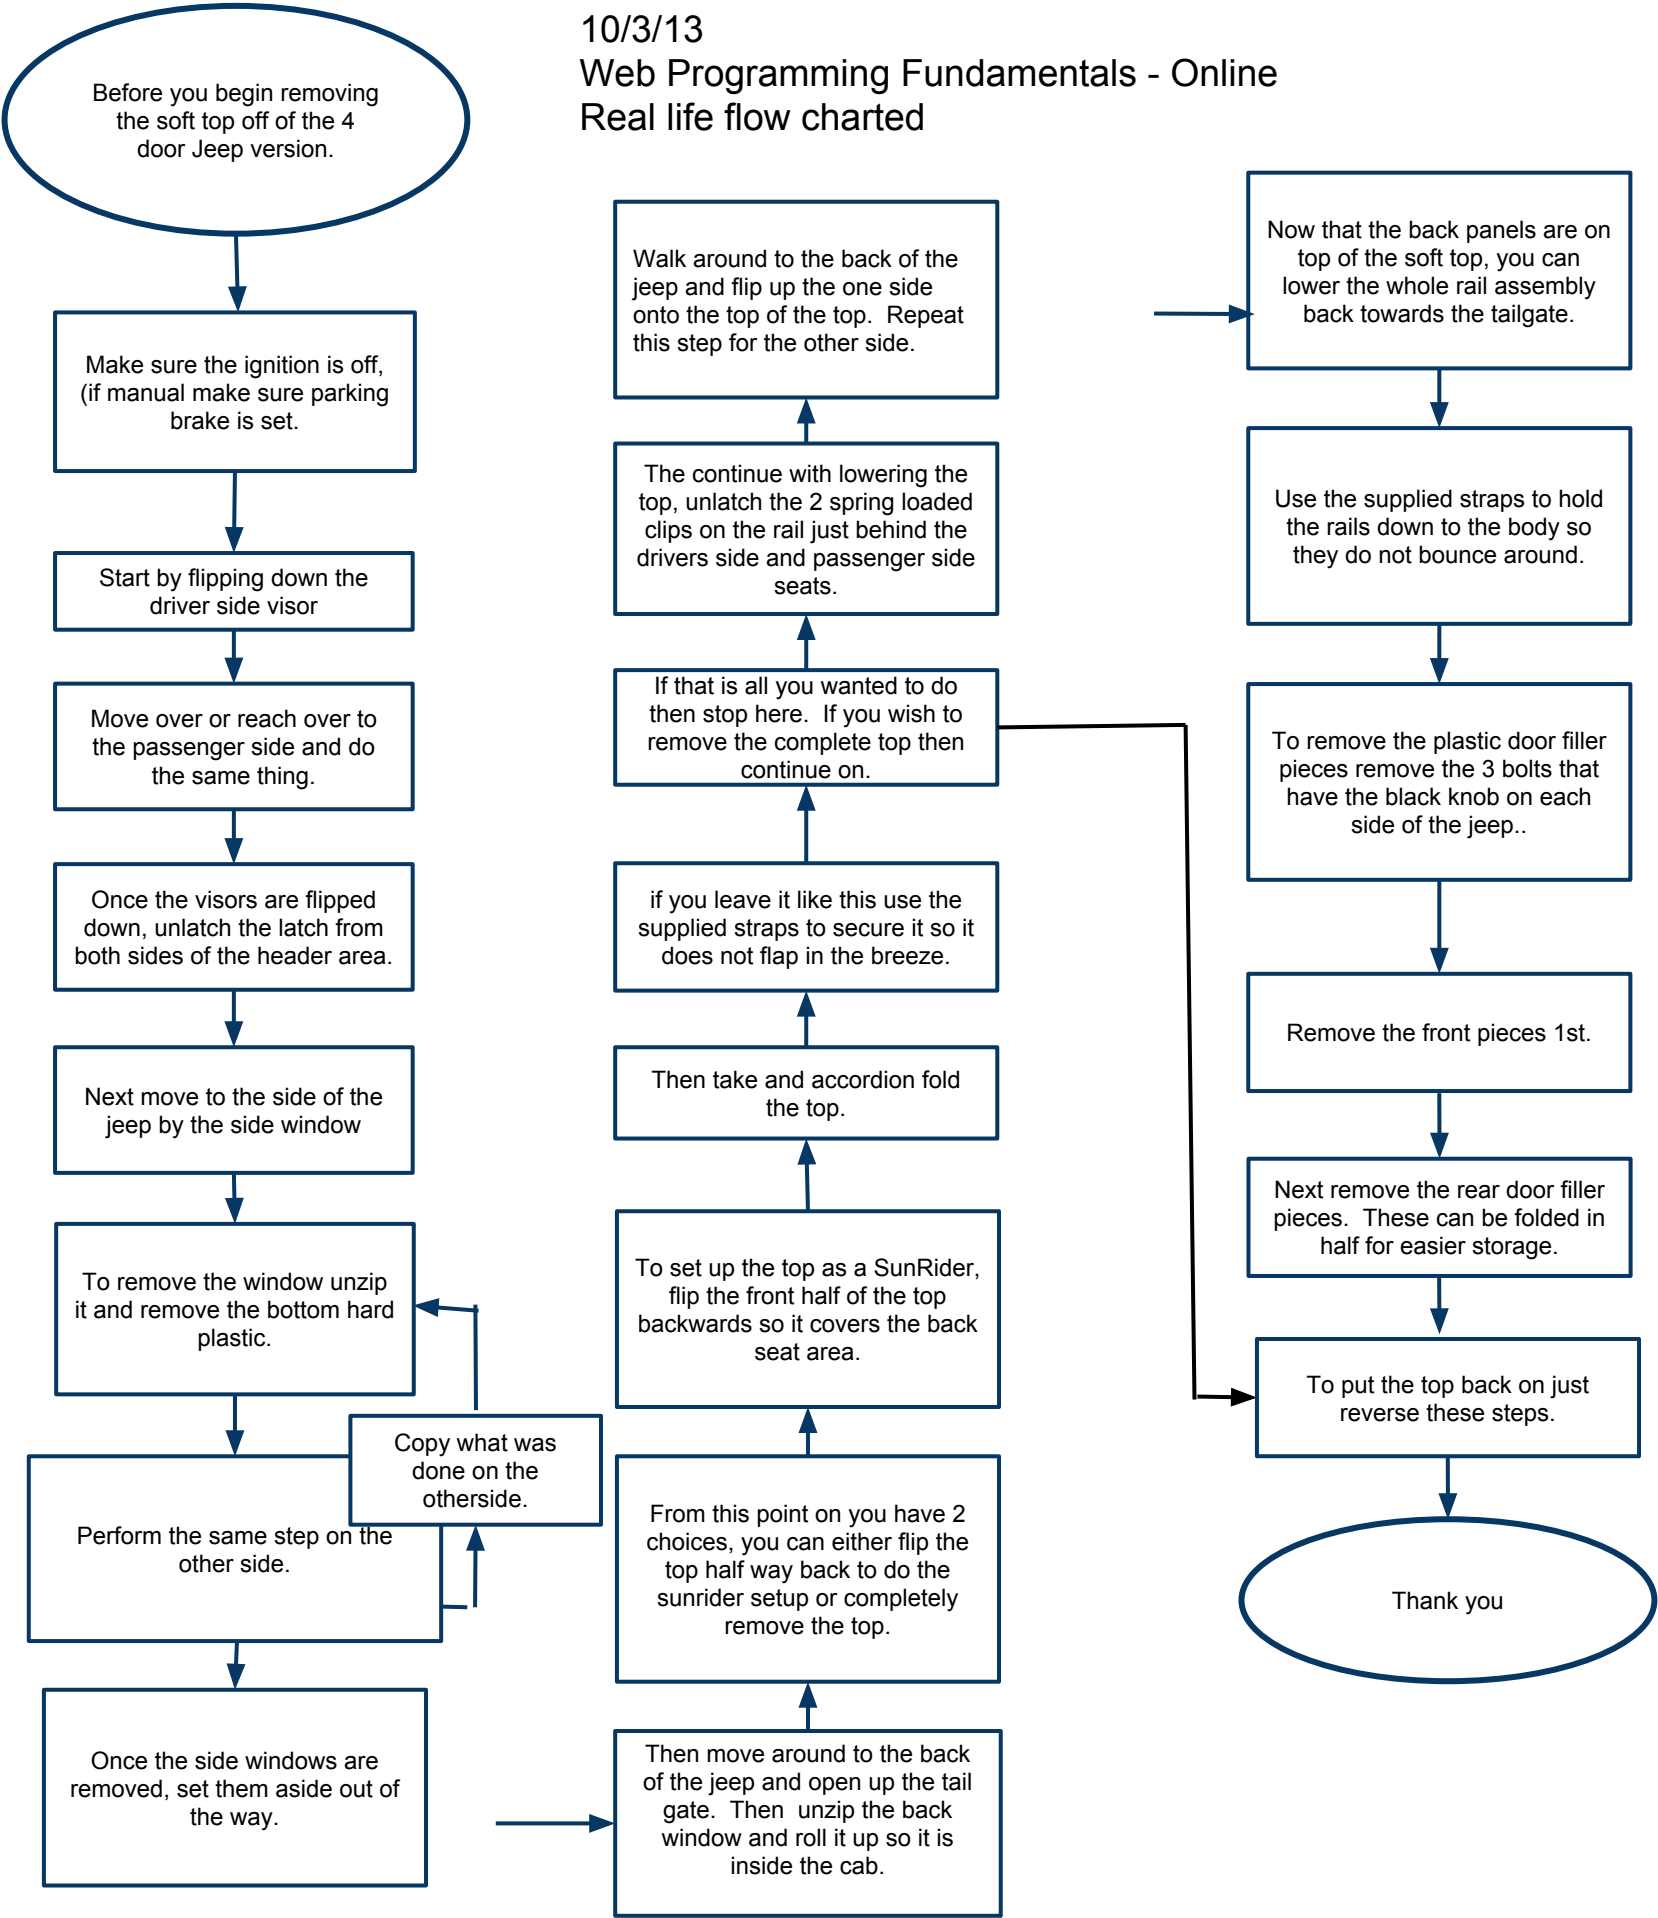 10/3/13
Web Programming Fundamentals - Online
Real life flow charted
Before you begin removing
the soft top off of the 4
door Jeep version.
Make sure the ignition is off,
(if manual make sure parking
brake is set.
Start by flipping down the
driver side visor
Move over or reach over to
the passenger side and do
the same thing.
Once the visors are flipped
down, unlatch the latch from
both sides of the header area.
Next move to the side of the
jeep by the side window
To remove the window unzip
it and remove the bottom hard
plastic.
Perform the same step on the
other side.
Copy what was
done on the
otherside.
Once the side windows are
removed, set them aside out of
the way.
Then move around to the back
of the jeep and open up the tail
gate.  Then  unzip the back
window and roll it up so it is
inside the cab.
From this point on you have 2
choices, you can either flip the
top half way back to do the
sunrider setup or completely
remove the top.
To set up the top as a SunRider,
flip the front half of the top
backwards so it covers the back
seat area.
Then take and accordion fold
the top.
if you leave it like this use the
supplied straps to secure it so it
does not flap in the breeze.
If that is all you wanted to do
then stop here.  If you wish to
remove the complete top then
continue on.
The continue with lowering the
top, unlatch the 2 spring loaded
clips on the rail just behind the
drivers side and passenger side
seats.
Walk around to the back of the
jeep and flip up the one side
onto the top of the top.  Repeat
this step for the other side.
Now that the back panels are on
top of the soft top, you can
lower the whole rail assembly
back towards the tailgate.
Use the supplied straps to hold
the rails down to the body so
they do not bounce around.
To remove the plastic door filler
pieces remove the 3 bolts that
have the black knob on each
side of the jeep..
Remove the front pieces 1st.
Next remove the rear door filler
pieces.  These can be folded in
half for easier storage.
To put the top back on just
reverse these steps.
Thank you